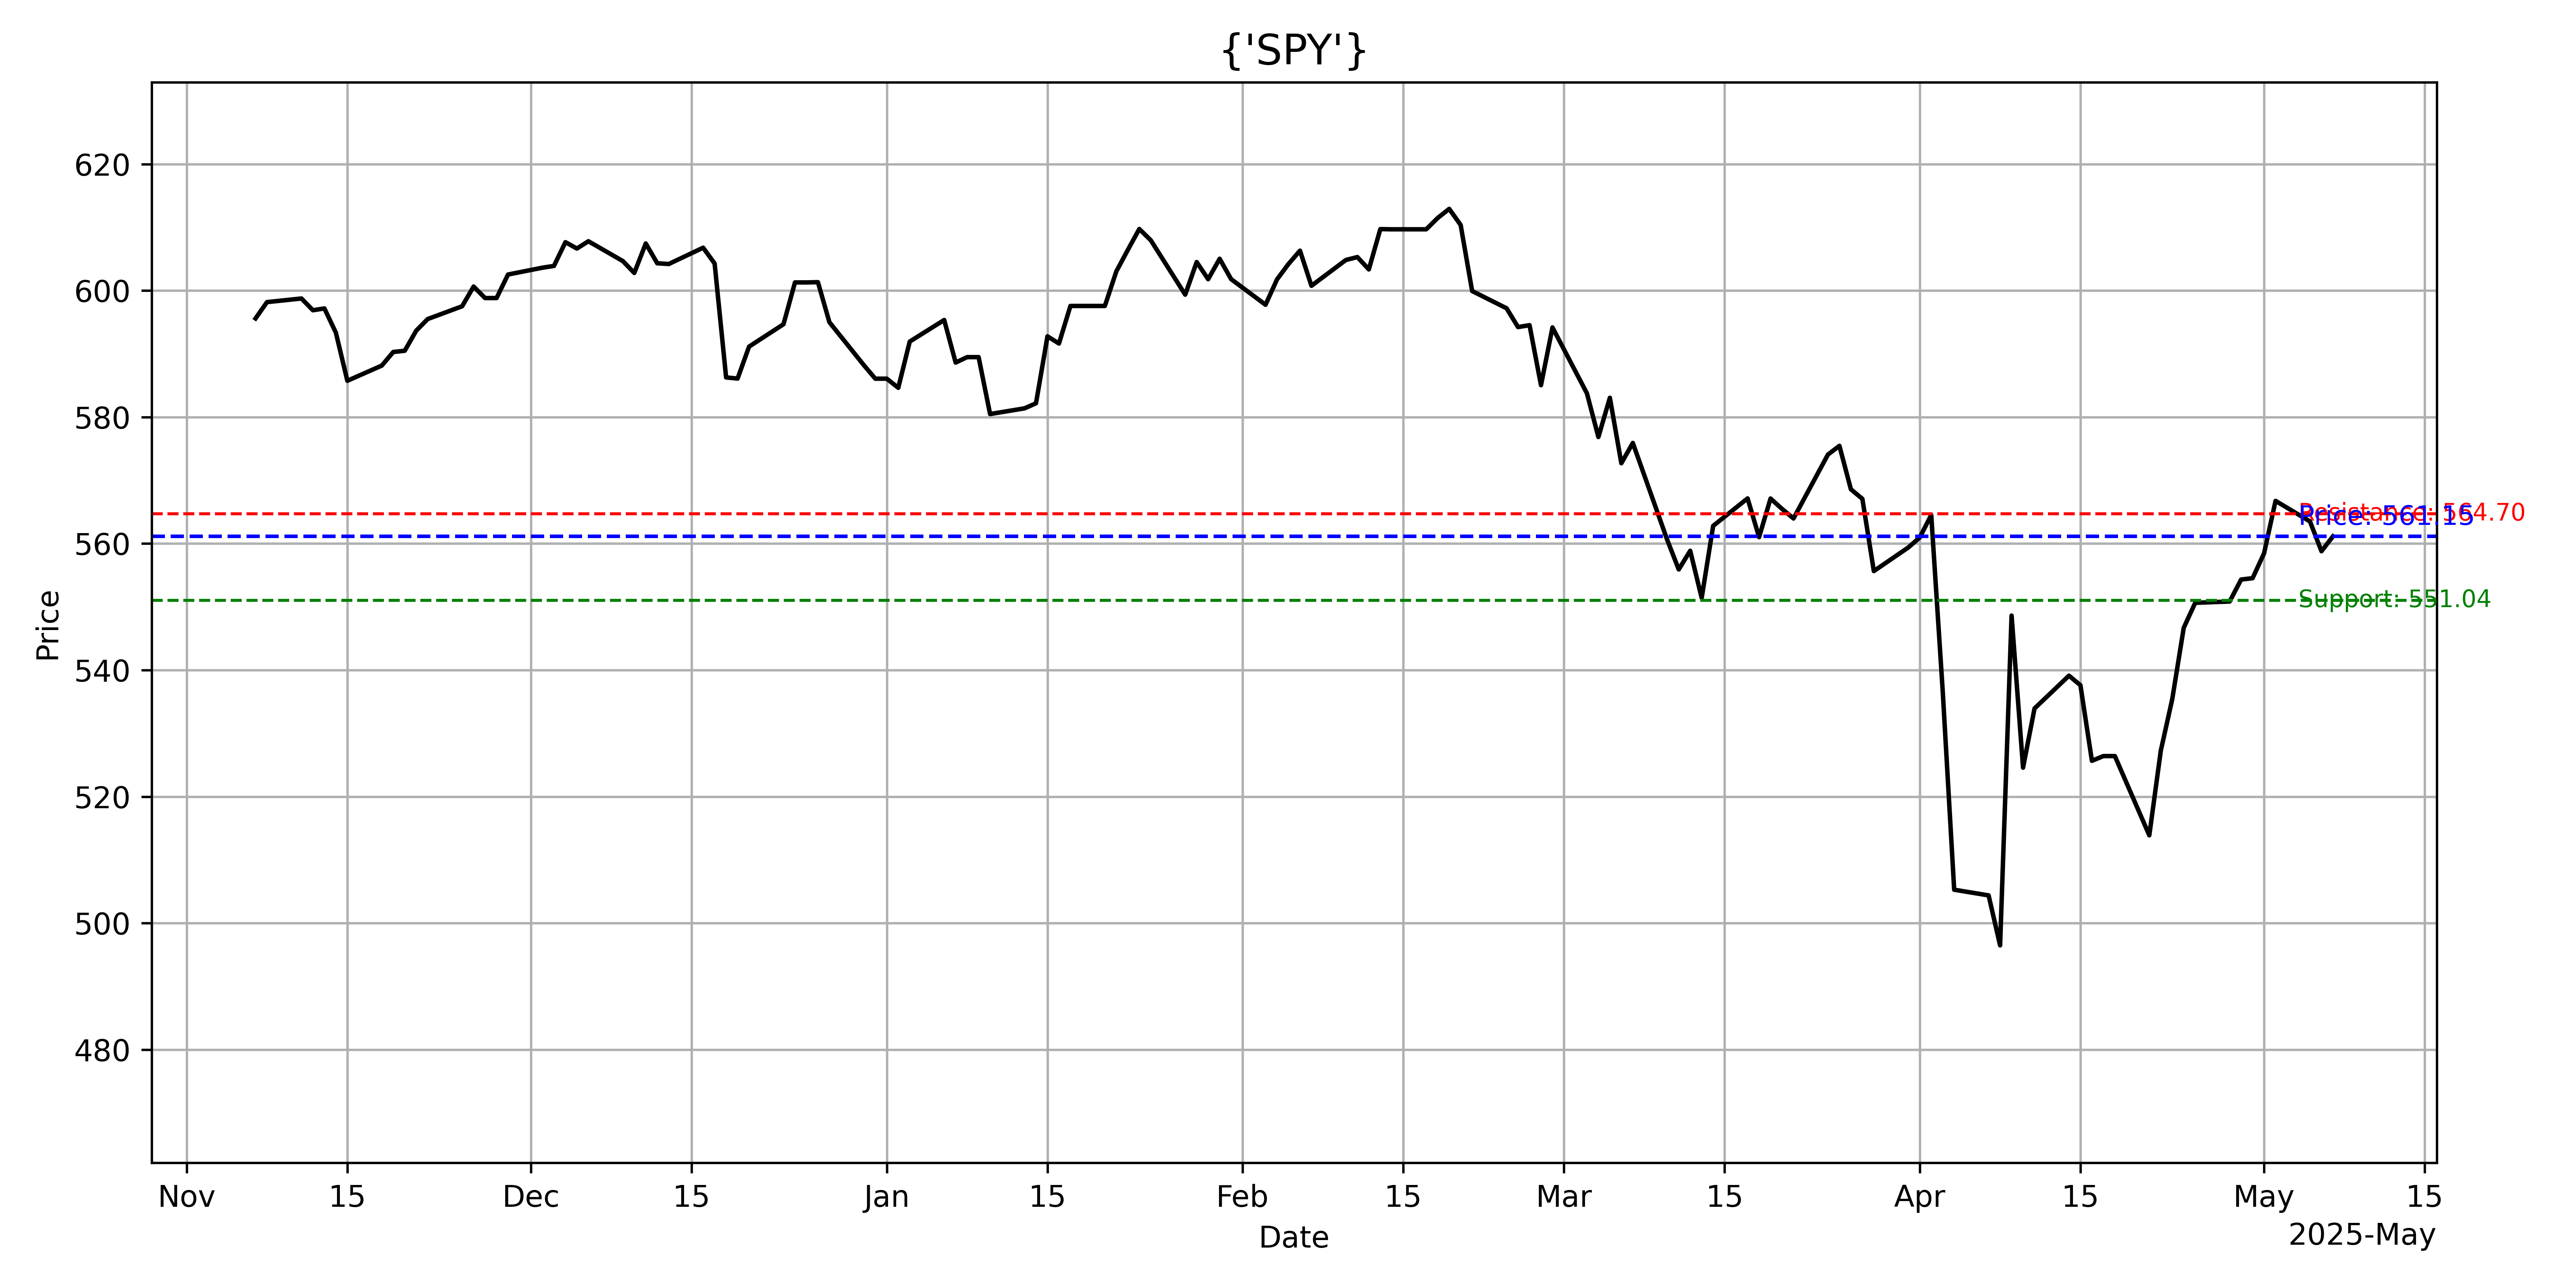 {'SPY'}
620
600
580
560
540
520
500
480
Price
Resistance: 564.70
Price: 561.15
Support: 551.04
Nov 15 Dec 15 Jan 15 Feb 15 Mar 15 Apr 15 May 15
Date
2025-May